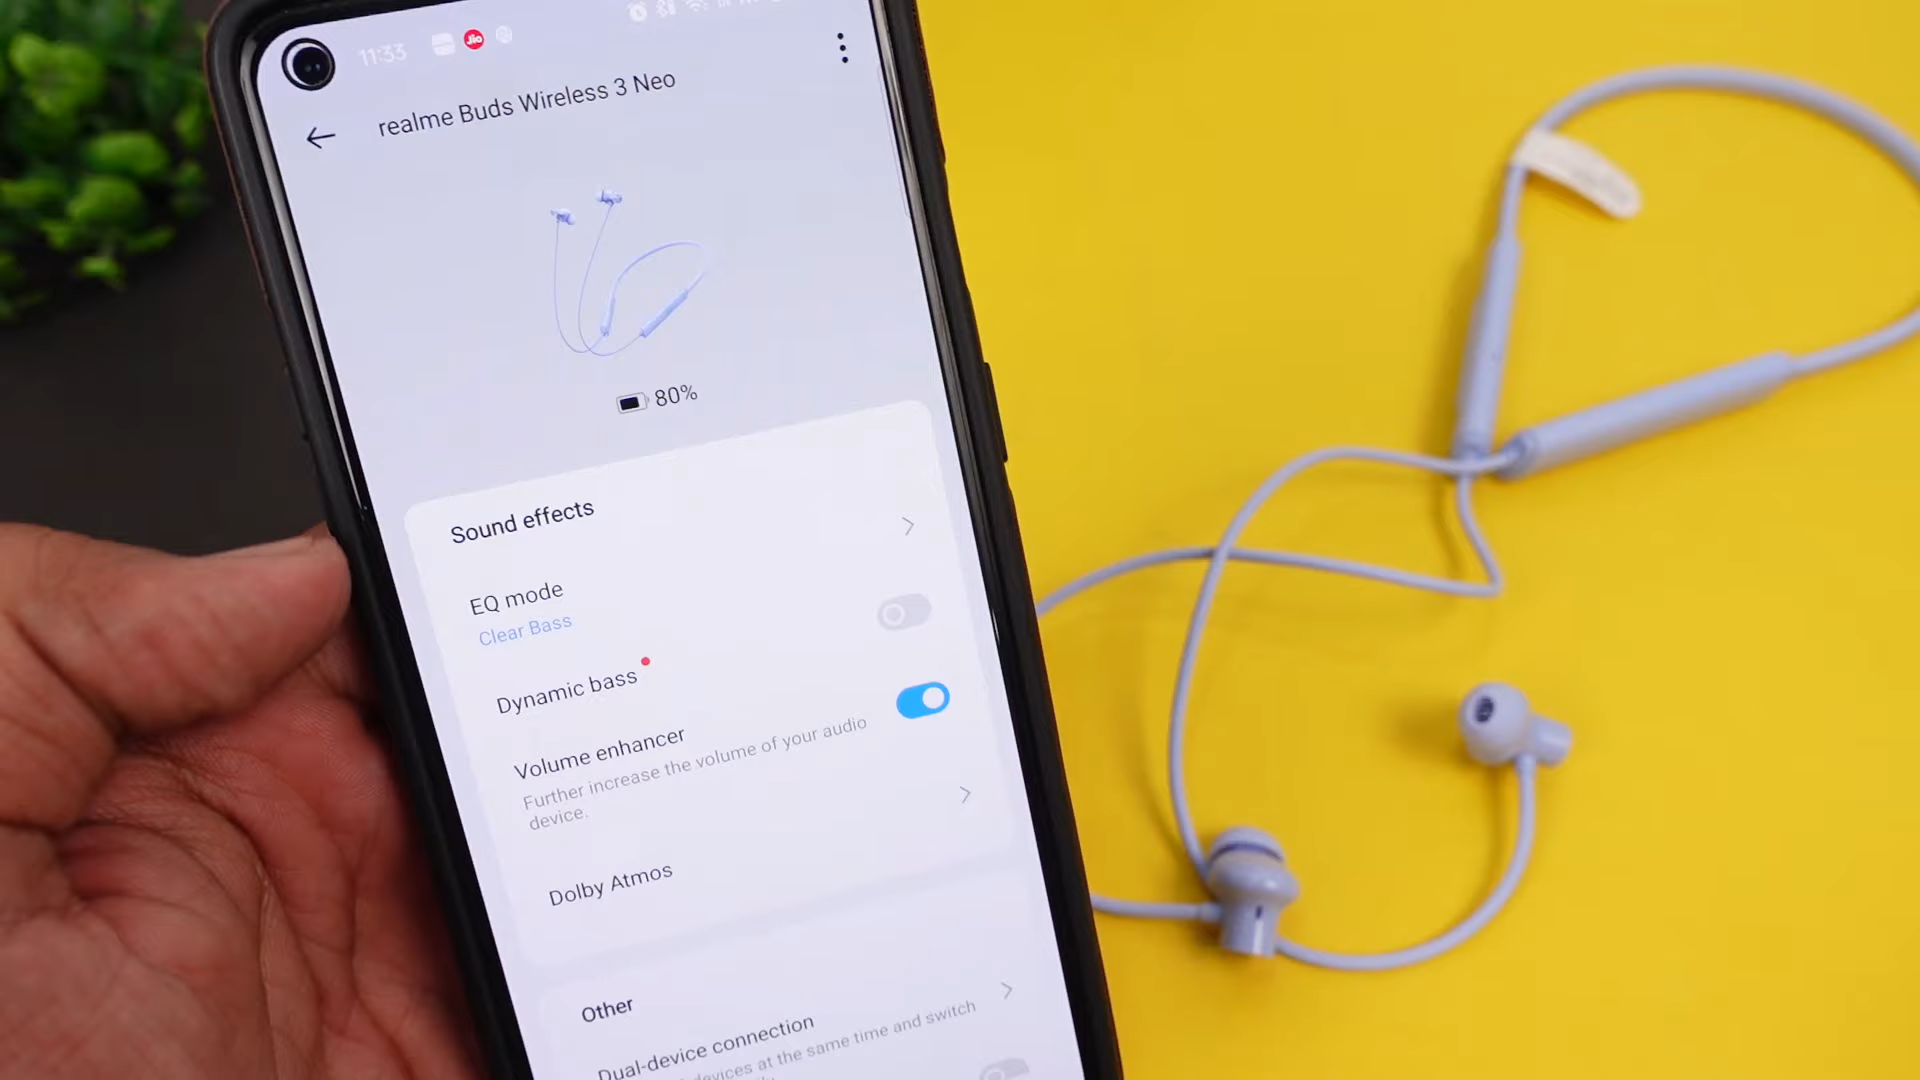 11:33
Jio
realme Buds Wireless 3 Neo
80%
Sound effects
EQ mode
Clear Bass
Dynamic bass
Volume enhancer
Further increase the volume of your audio
device.
Dolby Atmos
Other
Dual-device connection
devices at the same time and switch